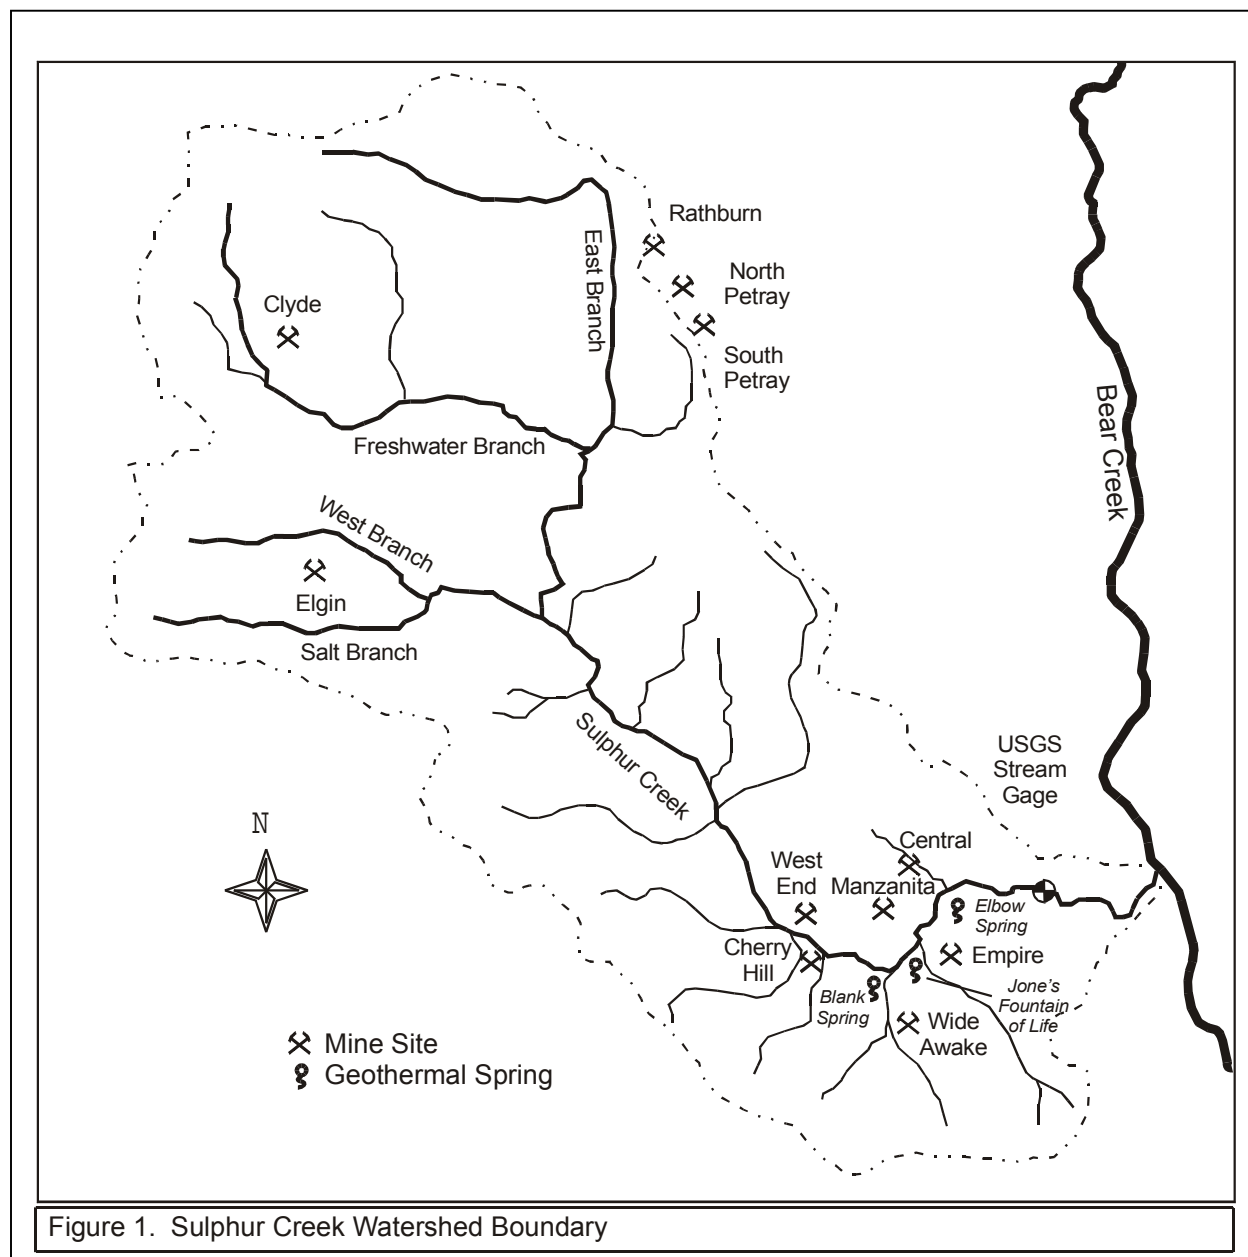 Rathburn
North
Petray
East Branch
Clyde
South
Petray
Bear Creek
Freshwater Branch
West Branch
Elgin
Salt Branch
Sulphur Creek
USGS
Stream
Gage
N
Central
West
End
Manzanita
Elbow
Spring
Cherry
Hill
Empire
Blank
Spring
Jone's
Fountain
of Life
Wide
Awake
Mine Site
Geothermal Spring
Figure 1.  Sulphur Creek Watershed Boundary